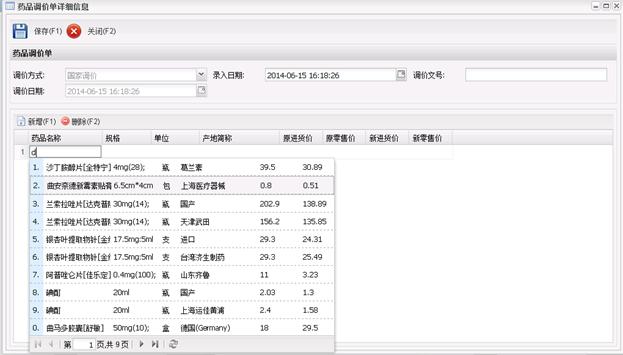 药品调价单详细信息
保存(F1) 关闭(F2)
药品调价单
调价方式: 国家调价 录入日期: 2014-06-15 16:18:26 调价文号:
调价日期: 2014-06-15 16:18:26
新增(F1) 删除(F2)
药品名称 规格 单位 产地简称 原进货价 原零售价 新进货价 新零售价
1 d
1. 沙丁胺醇片[全特宁] 4mg(28); 瓶 葛兰素 39.5 30.89
2. 曲安奈德新霉素贴膏 6.5cm*4cm 包 上海医疗器械 0.8 0.51
3. 兰索拉唑片[达克普隆 30mg(14); 瓶 国产 202.9 138.89
4. 兰索拉唑片[达克普隆 30mg(14); 瓶 天津武田 156.2 135.85
5. 银杏叶提取物针[金纳 17.5mg:5ml 支 进口 29.3 24.31
6. 银杏叶提取物针[金纳 17.5mg:5ml 支 台湾济生制药 29.3 25.49
7. 阿普唑仑片[佳乐定] 0.4mg(100); 瓶 山东齐鲁 11 3.23
8. 碘酊 20ml 瓶 国产 2.03 1.3
9. 碘酊 20ml 瓶 上海运佳黄浦 2.4 1.58
0. 曲马多胶囊[舒敏] 50mg(10); 盒 德国(Germany) 18 29.5
第 1 页,共 9 页